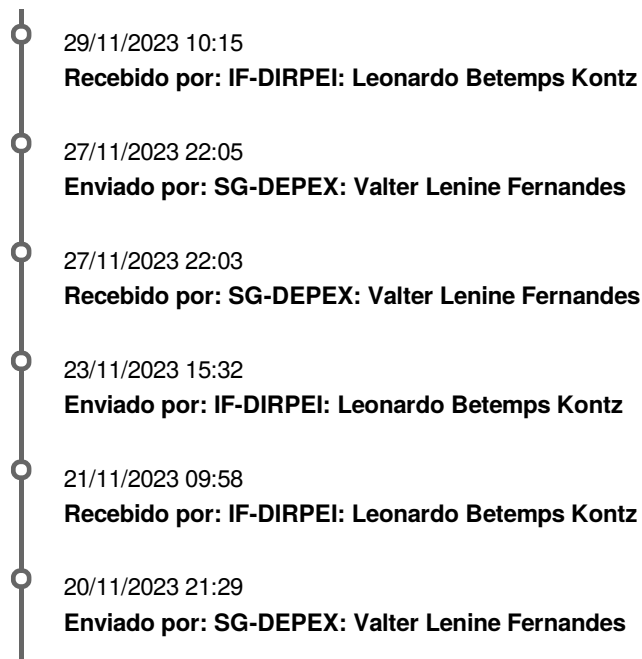 29/11/2023 10:15
Recebido por: IF-DIRPEI: Leonardo Betemps Kontz
27/11/2023 22:05
Enviado por: SG-DEPEX: Valter Lenine Fernandes
27/11/2023 22:03
Recebido por: SG-DEPEX: Valter Lenine Fernandes
23/11/2023 15:32
Enviado por: IF-DIRPEI: Leonardo Betemps Kontz
21/11/2023 09:58
Recebido por: IF-DIRPEI: Leonardo Betemps Kontz
20/11/2023 21:29
Enviado por: SG-DEPEX: Valter Lenine Fernandes